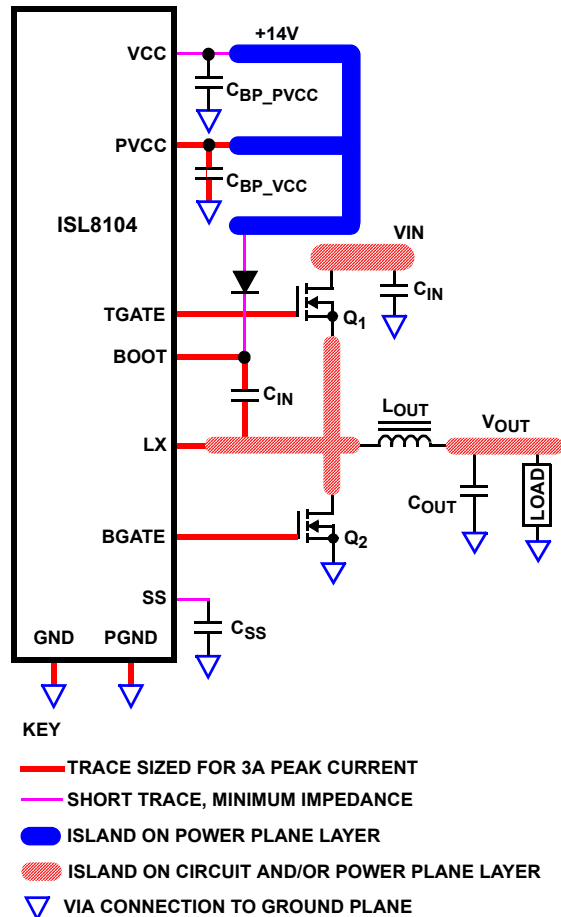 +14V
VCC
CBP_PVCC
PVCC
CBP_VCC
ISL8104
VIN
TGATE
CIN
Q1
BOOT
CIN
LOUT
VOUT
LX
COUT
LOAD
BGATE
Q2
SS
CSS
GND PGND
KEY
TRACE SIZED FOR 3A PEAK CURRENT
SHORT TRACE, MINIMUM IMPEDANCE
ISLAND ON POWER PLANE LAYER
ISLAND ON CIRCUIT AND/OR POWER PLANE LAYER
VIA CONNECTION TO GROUND PLANE